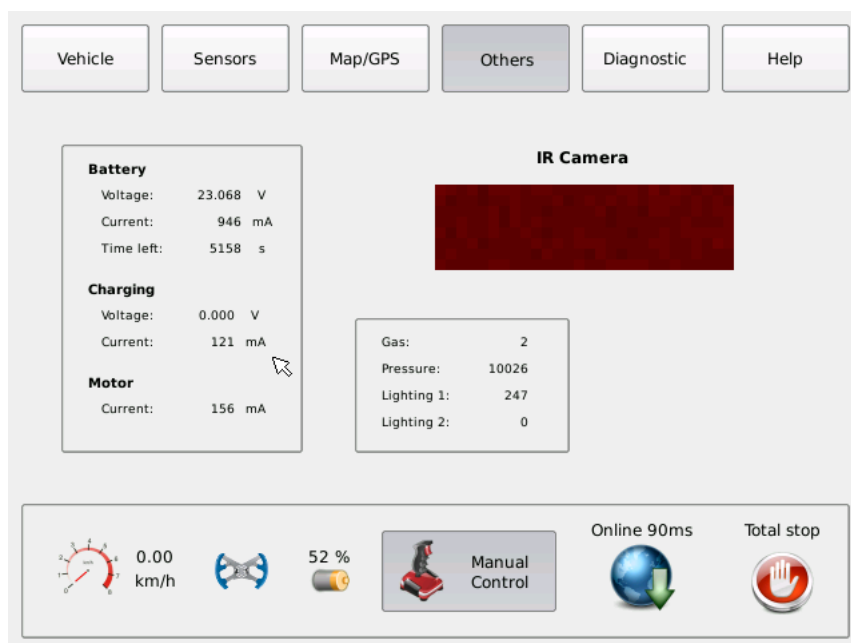 Vehicle Sensors Map/GPS Others Diagnostic Help
IR Camera
Battery
Voltage: 23.068 V
Current: 946 mA
Time left: 5158 s
Charging
Voltage: 0.000 V
Current: 121 mA
Motor
Current: 156 mA
Gas: 2
Pressure: 10026
Lighting 1: 247
Lighting 2: 0
0.00
km/h
52 %
Manual
Control
Online 90ms
Total stop